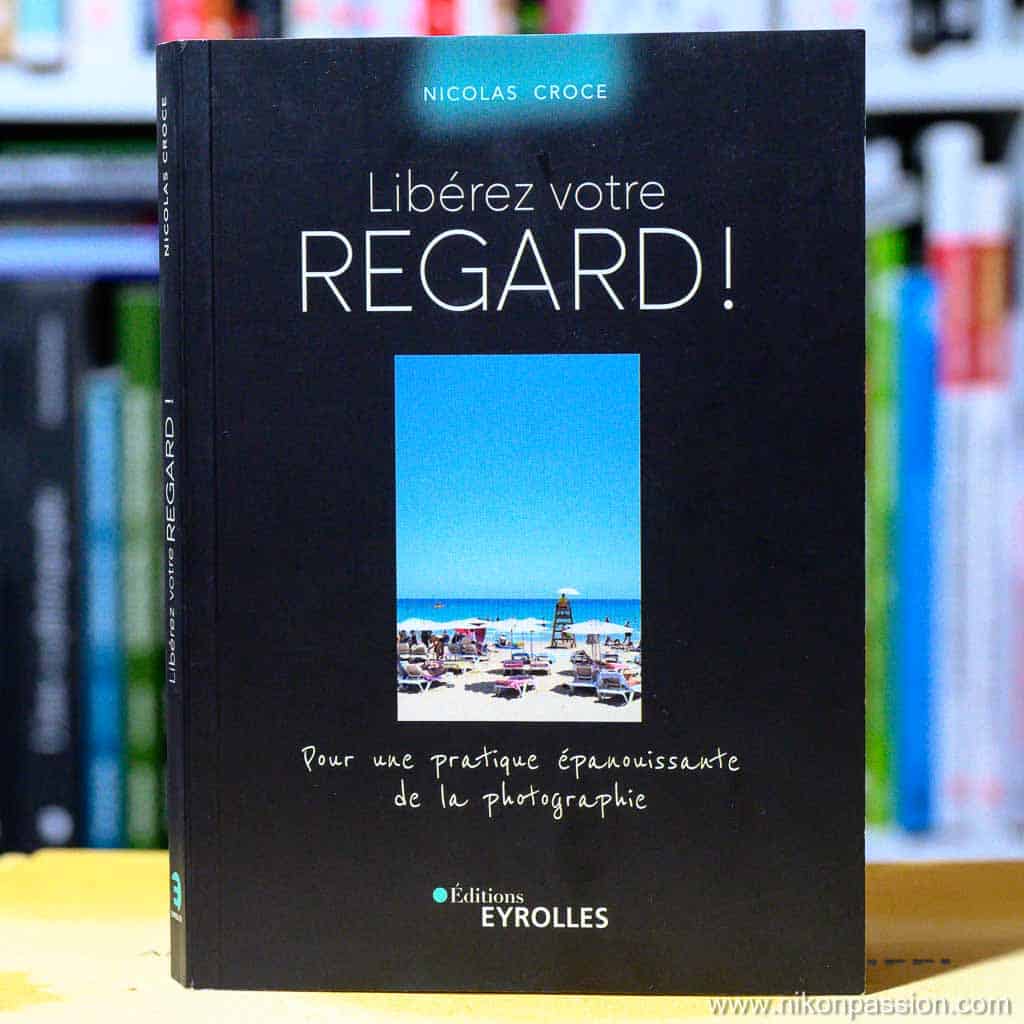 NICOLAS CROCE
Libérez votre
REGARD !
Pour une pratique épanouissante
de la photographie
Éditions
EYROLLES
NICOLAS CROCE
Libérez votre REGARD !
www.nikonpassion.com